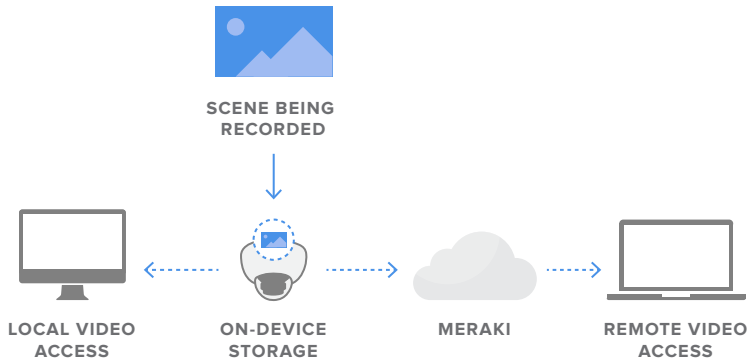 SCENE BEING
RECORDED
LOCAL VIDEO
ACCESS
ON-DEVICE
STORAGE
MERAKI
REMOTE VIDEO
ACCESS